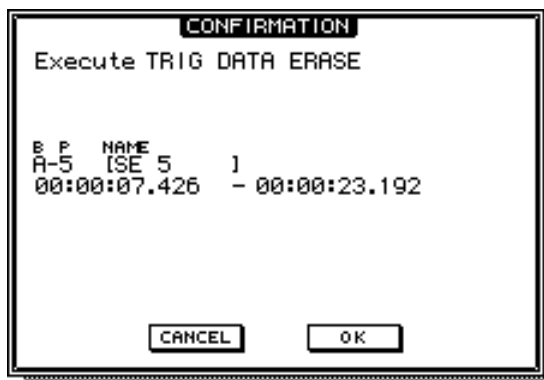 CONFIRMATION
Execute TRIG DATA ERASE
B P NAME
A-5 [SE 5 ]
00:00:07.426 - 00:00:23.192
CANCEL OK